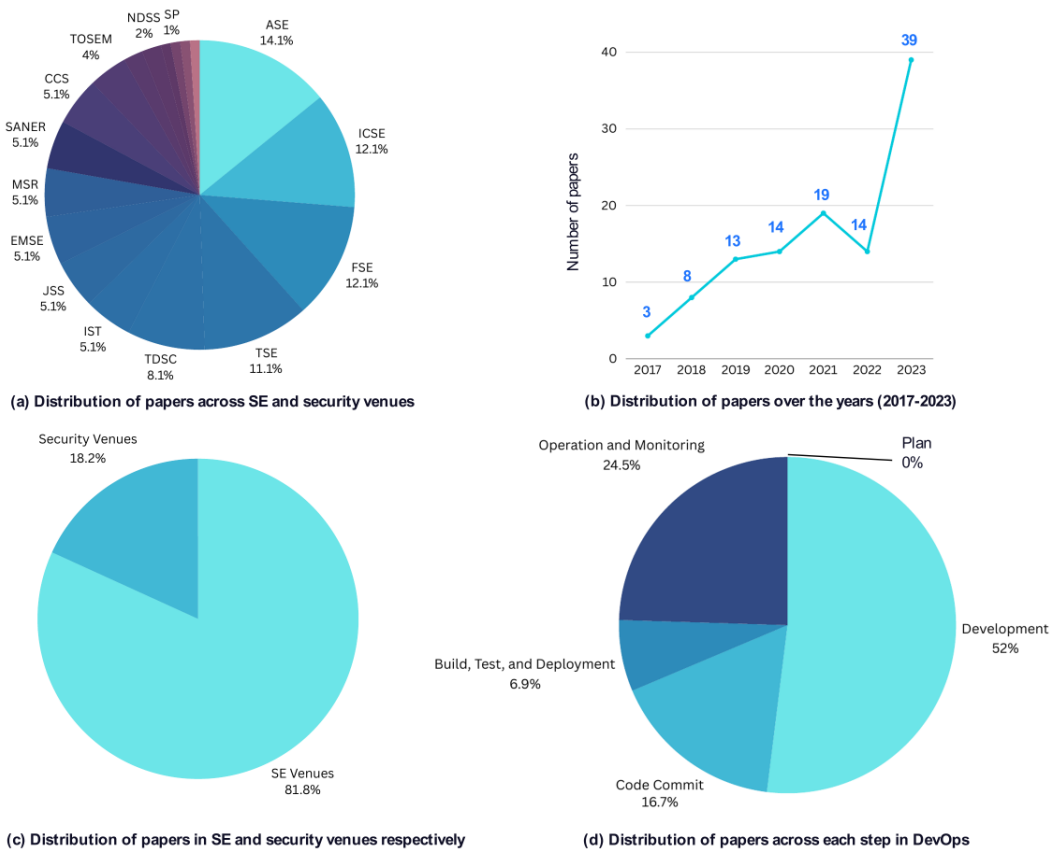 NDSS
2%
SP
1%
ASE
14.1%
TOSEM
4%
CCS
5.1%
ICSE
12.1%
SANER
5.1%
MSR
5.1%
EMSE
5.1%
FSE
12.1%
JSS
5.1%
IST
5.1%
TDSC
8.1%
TSE
11.1%
(a) Distribution of papers across SE and security venues
Number of papers
40
30
20
10
0
3
8
13
14
19
14
39
2017
2018
2019
2020
2021
2022
2023
(b) Distribution of papers over the years (2017-2023)
Security Venues
18.2%
SE Venues
81.8%
(c) Distribution of papers in SE and security venues respectively
Operation and Monitoring
24.5%
Plan
0%
Development
52%
Build, Test, and Deployment
6.9%
Code Commit
16.7%
(d) Distribution of papers across each step in DevOps